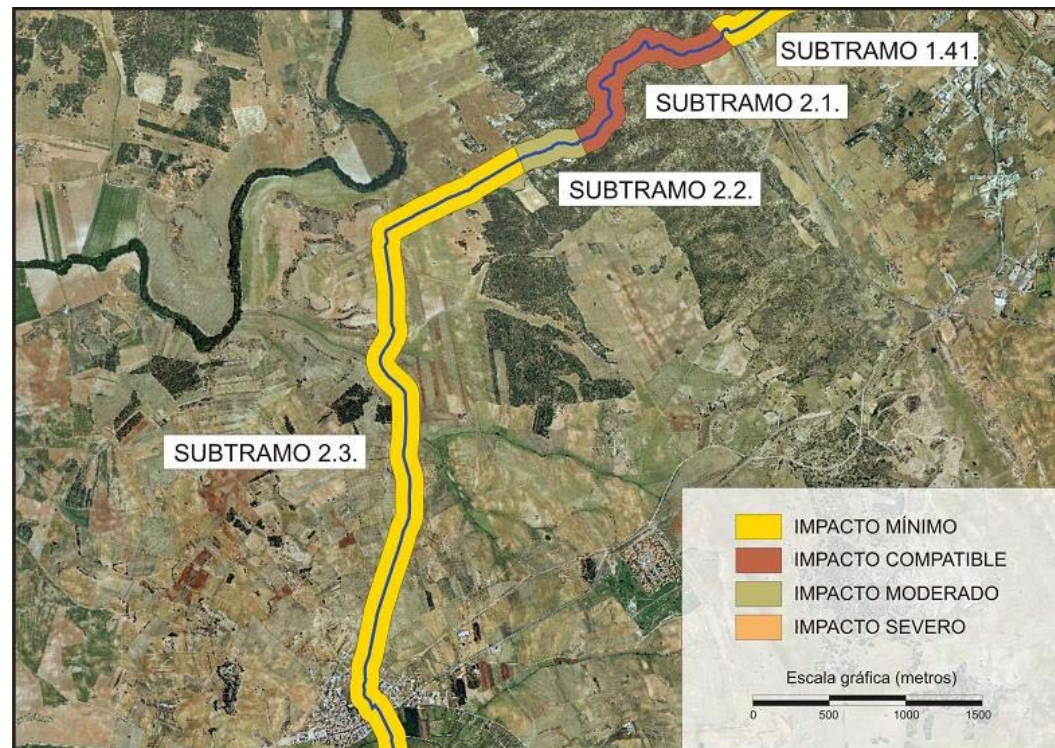 SUBTRAMO 1.41.
SUBTRAMO 2.1.
SUBTRAMO 2.2.
SUBTRAMO 2.3.
IMPACTO MÍNIMO
IMPACTO COMPATIBLE
IMPACTO MODERADO
IMPACTO SEVERO
Escala gráfica (metros)
0 500 1000 1500